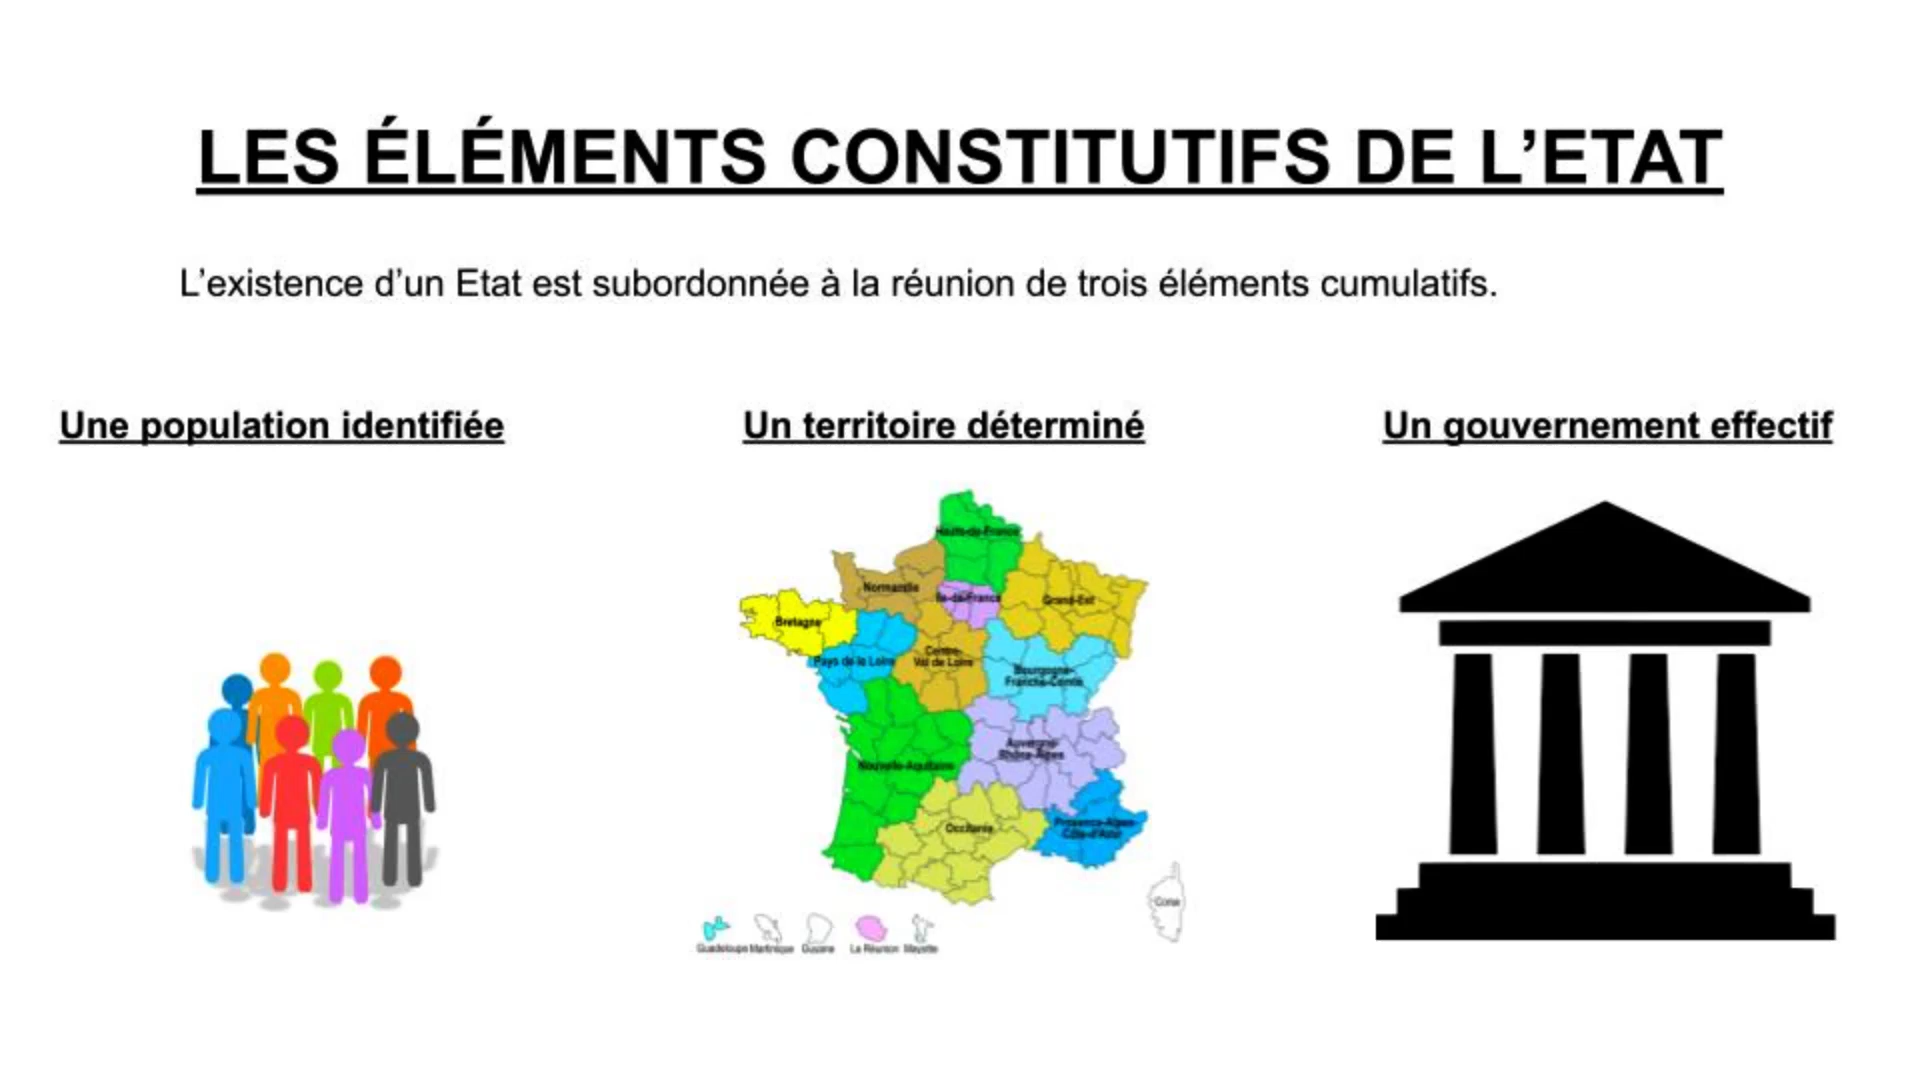 LES ÉLÉMENTS CONSTITUTIFS DE L’ETAT
L’existence d’un Etat est subordonnée à la réunion de trois éléments cumulatifs.
Une population identifiée
Un territoire déterminé
Un gouvernement effectif
Hauts-de-France
Normandie
Ile-de-France
Grand-Est
Bretagne
Pays de la Loire
Centre-
Val de Loire
Bourgogne-
Franche-Comté
Nouvelle-Aquitaine
Auvergne-
Rhône-Alpes
Occitanie
Provence-Alpes-
Côte-d'Azur
Corse
Guadeloupe Martinique Guyane La Réunion Mayotte